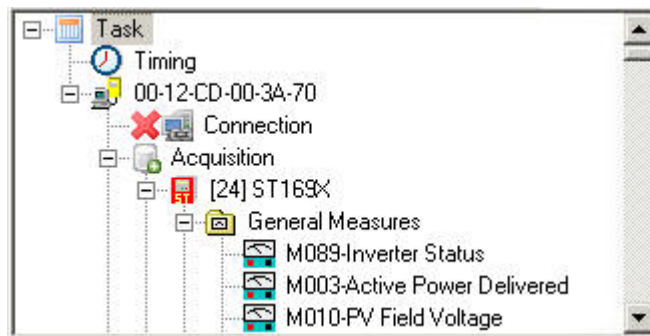 Task
Timing
00-12-CD-00-3A-70
Connection
Acquisition
[24] ST169X
ST
General Measures
M089-Inverter Status
M003-Active Power Delivered
M010-PV Field Voltage